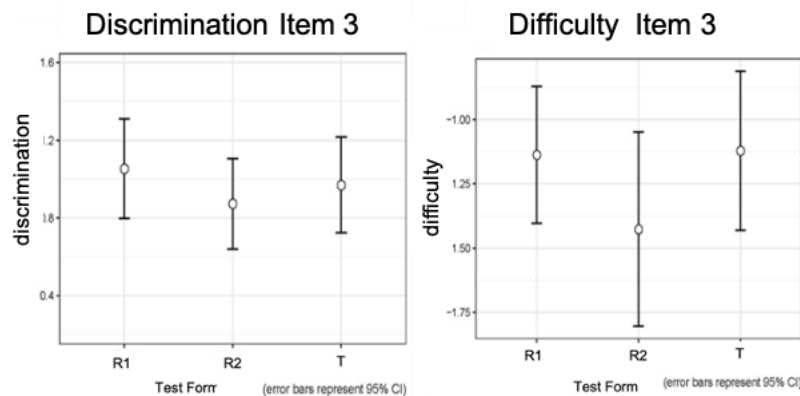 Discrimination Item 3
discrimination
1.6
.2
0.8
0.4
R1
R2
T
Test Form
(error bars represent 95% CI)
Difficulty Item 3
difficulty
−1.00
1.25
1.50
−1.75
R1
R2
T
Test Form
(error bars represent 95% CI)